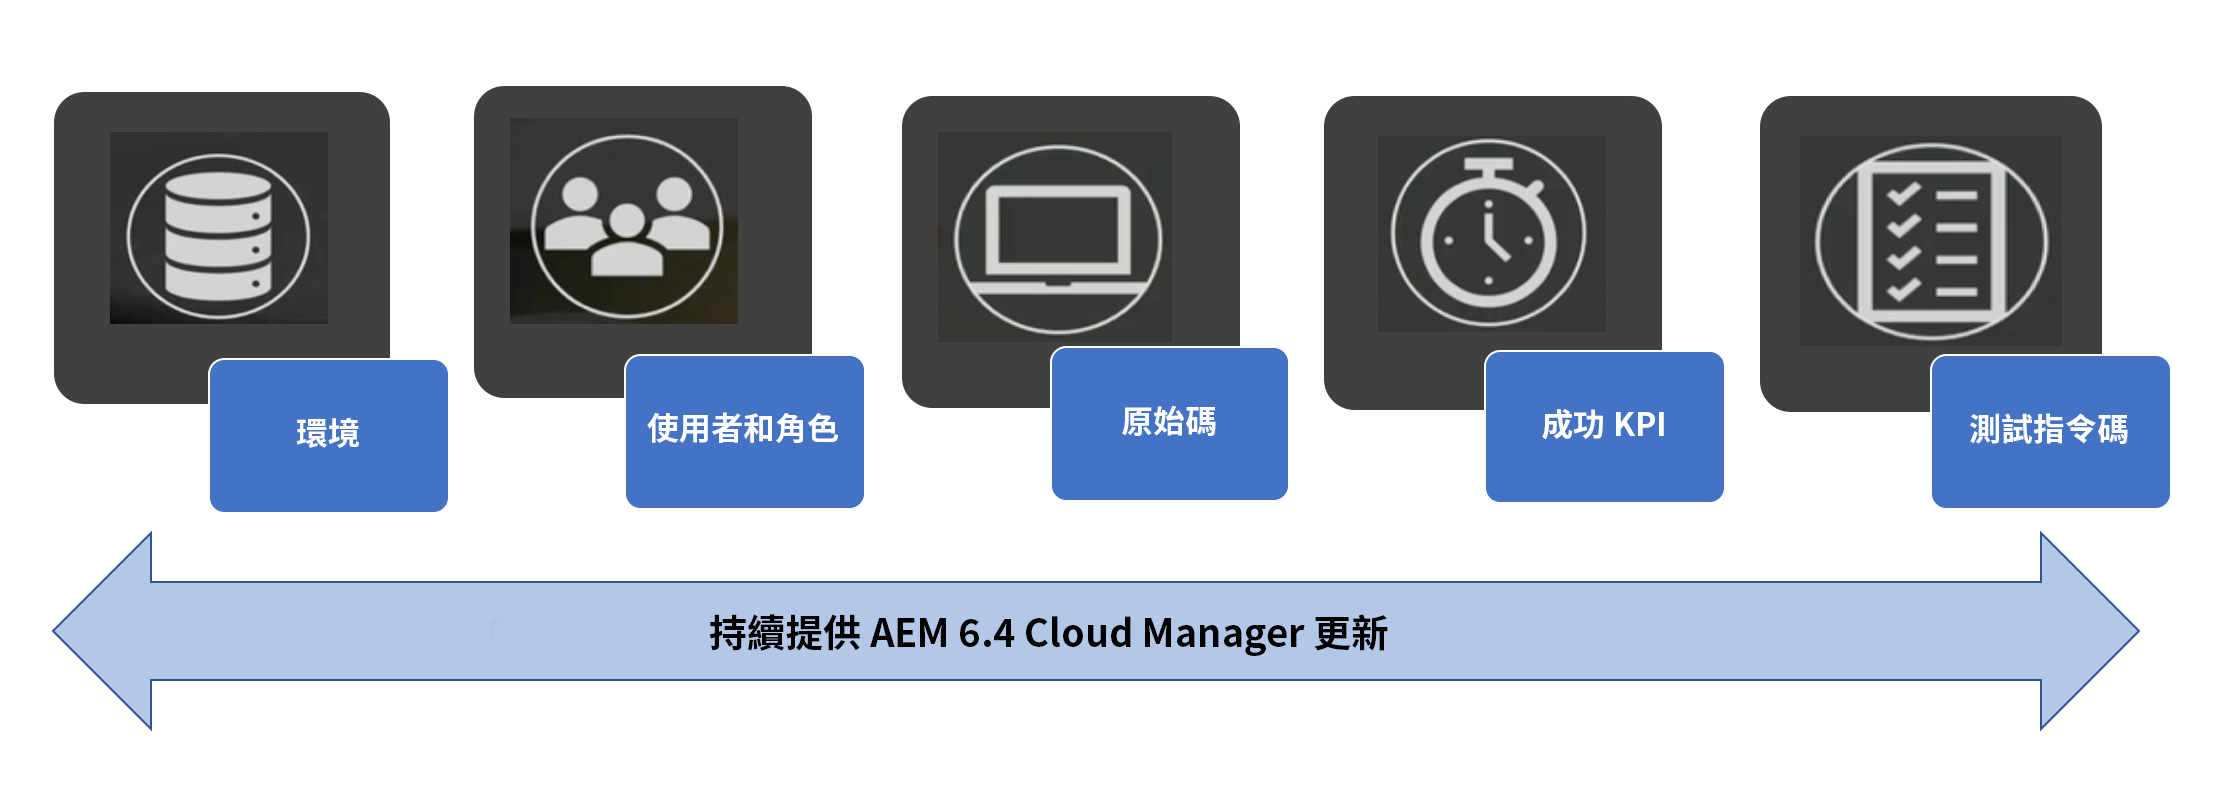 環境
使用者和角色
原始碼
成功 KPI
測試指令碼
持續提供 AEM 6.4 Cloud Manager 更新